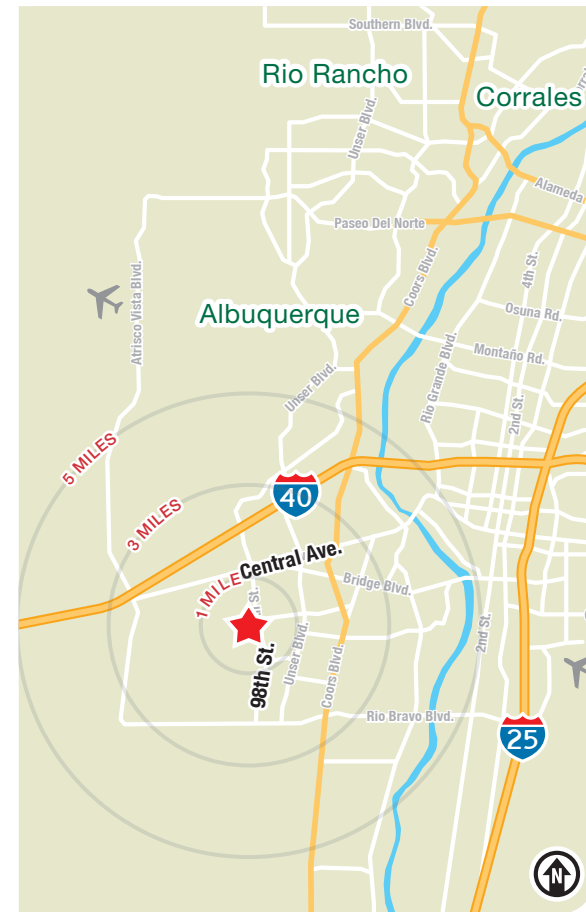 Southern Blvd.
Rio Rancho
Corrales
Unser Blvd.
Alameda
Paseo Del Norte
Coors Blvd.
4th St.
Atrisco Vista Blvd.
Albuquerque
Osuna Rd.
Montaño Rd.
Rio Grande Blvd.
Unser Blvd.
2nd St.
5 MILES
3 MILES
40
Central Ave.
1 MILE
Bridge Blvd.
St.
2nd St.
Unser Blvd.
98th St.
Coors Blvd.
Rio Bravo Blvd.
25
N